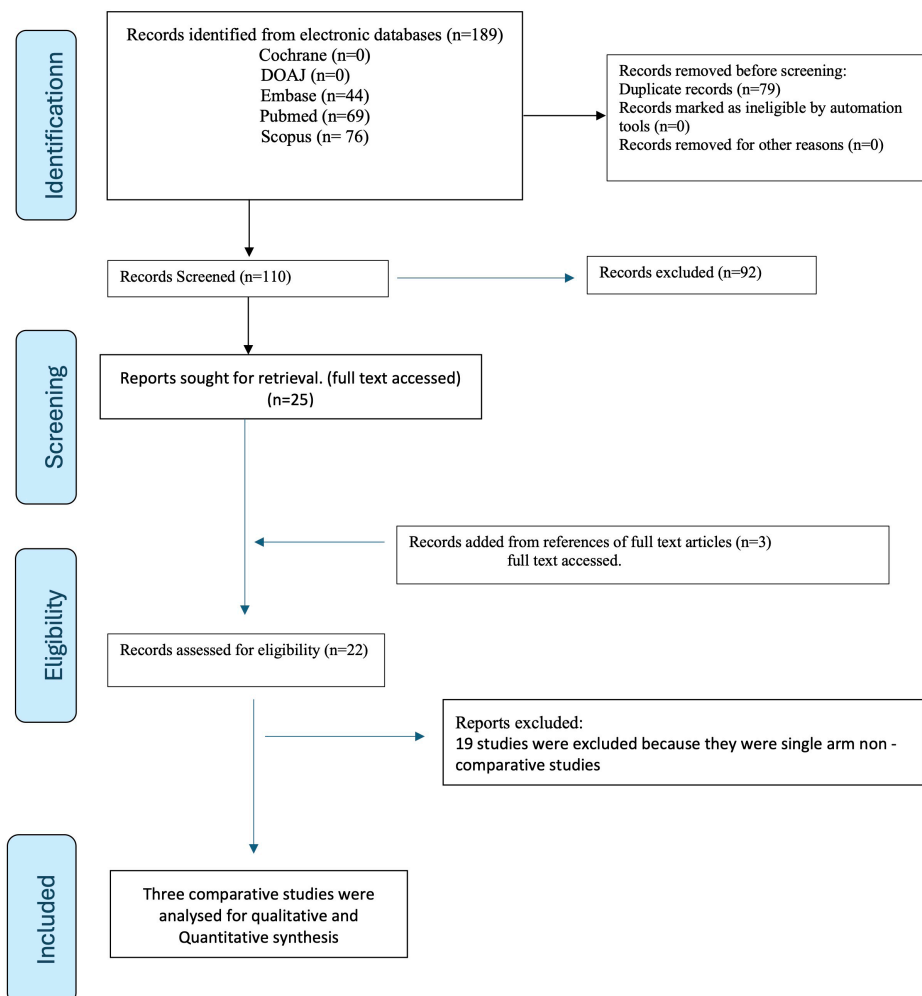 Identificationn
Records identified from electronic databases (n=189)
Cochrane (n=0)
DOAJ (n=0)
Embase (n=44)
Pubmed (n=69)
Scopus (n= 76)
Records removed before screening:
Duplicate records (n=79)
Records marked as ineligible by automation
tools (n=0)
Records removed for other reasons (n=0)
Records Screened (n=110)
Records excluded (n=92)
Screening
Reports sought for retrieval. (full text accessed)
(n=25)
Records added from references of full text articles (n=3)
full text accessed.
Eligibility
Records assessed for eligibility (n=22)
Reports excluded:
19 studies were excluded because they were single arm non -
comparative studies
Included
Three comparative studies were
analysed for qualitative and
Quantitative synthesis